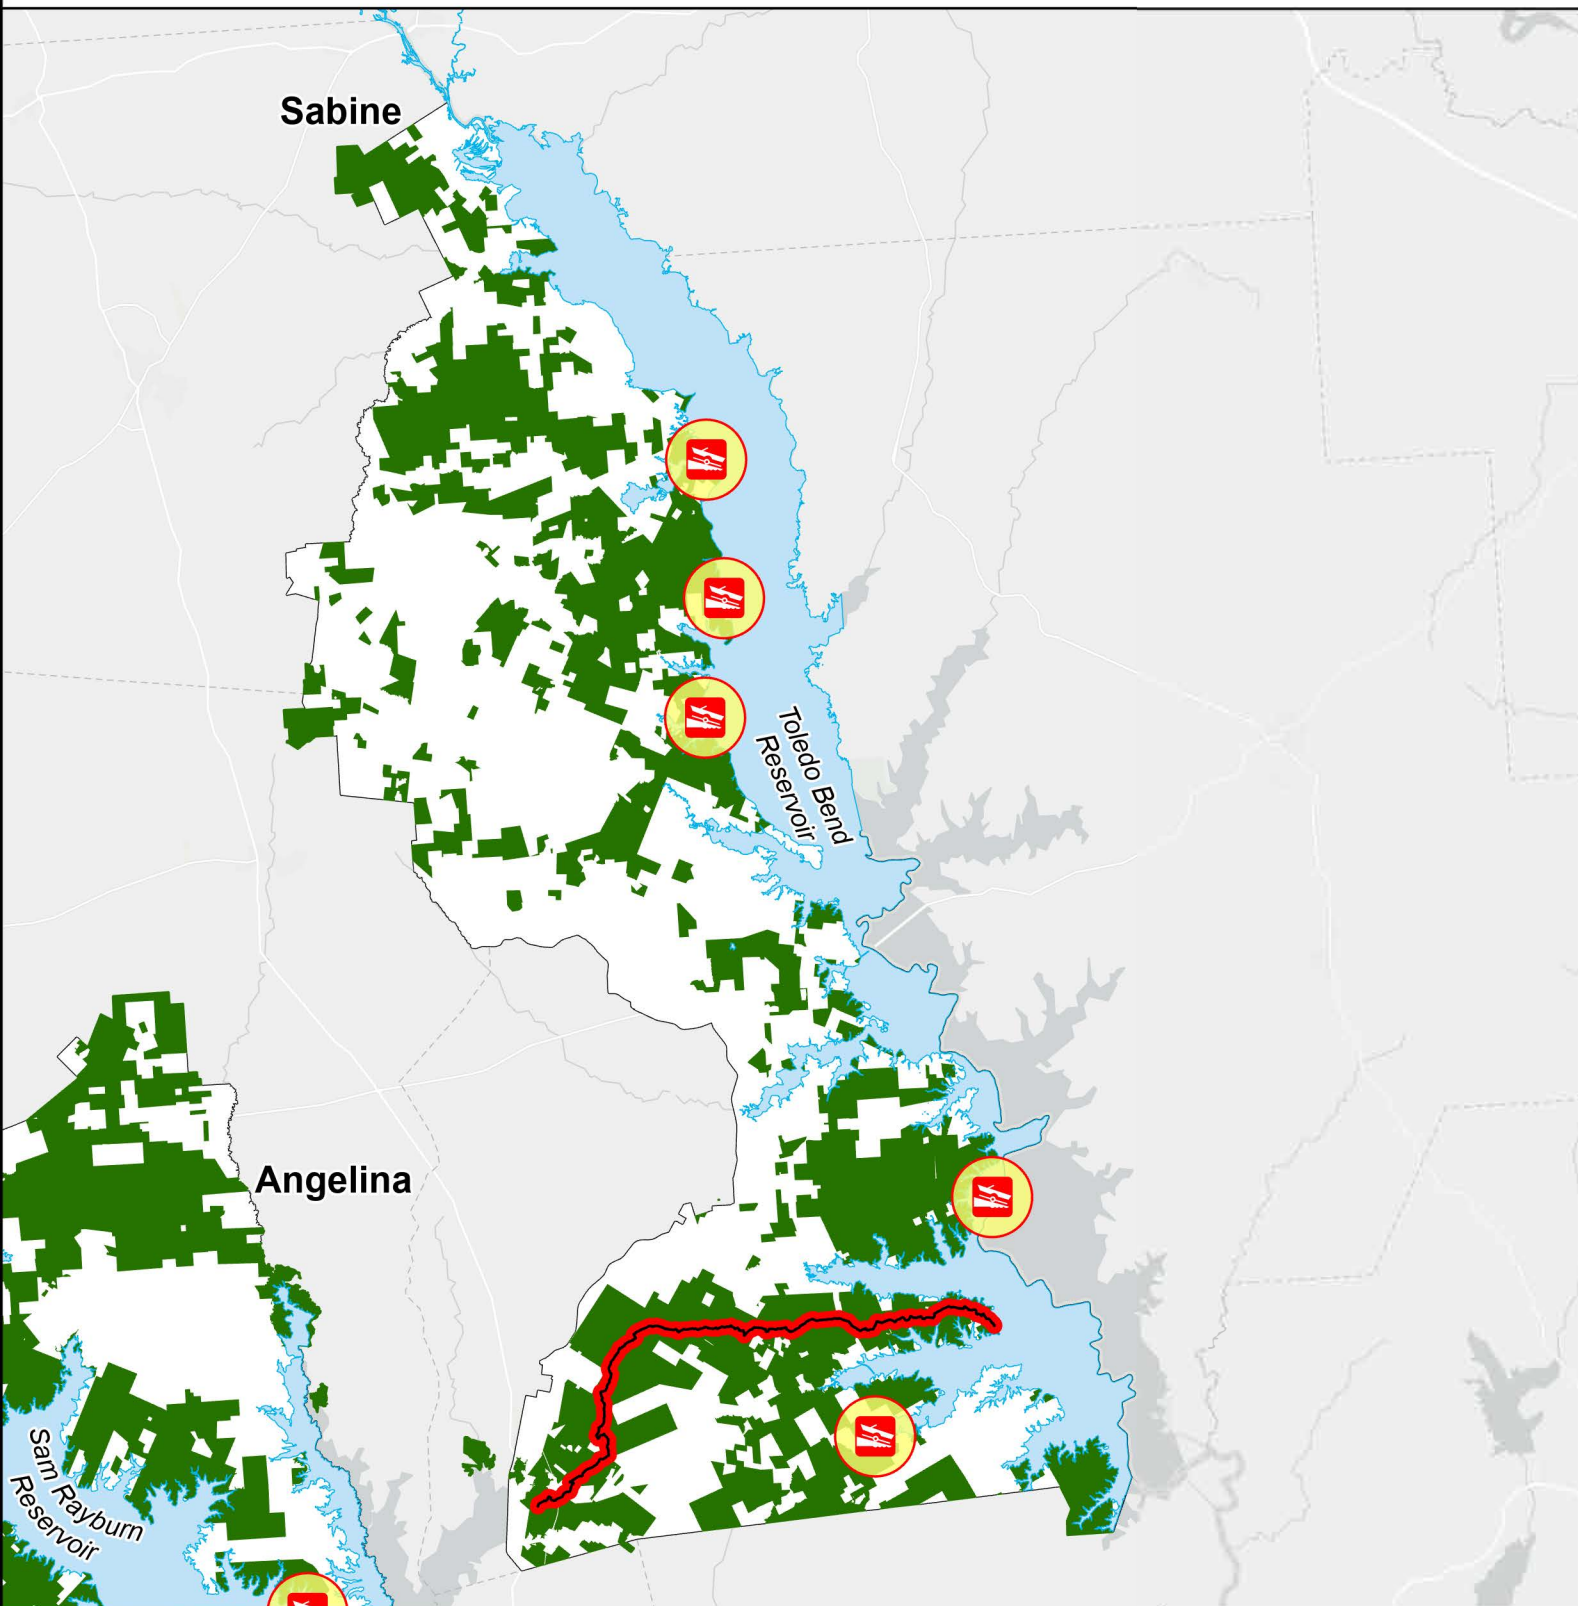 Sabine
Toledo Bend
Reservoir
Angelina
Sam Rayburn
Reservoir